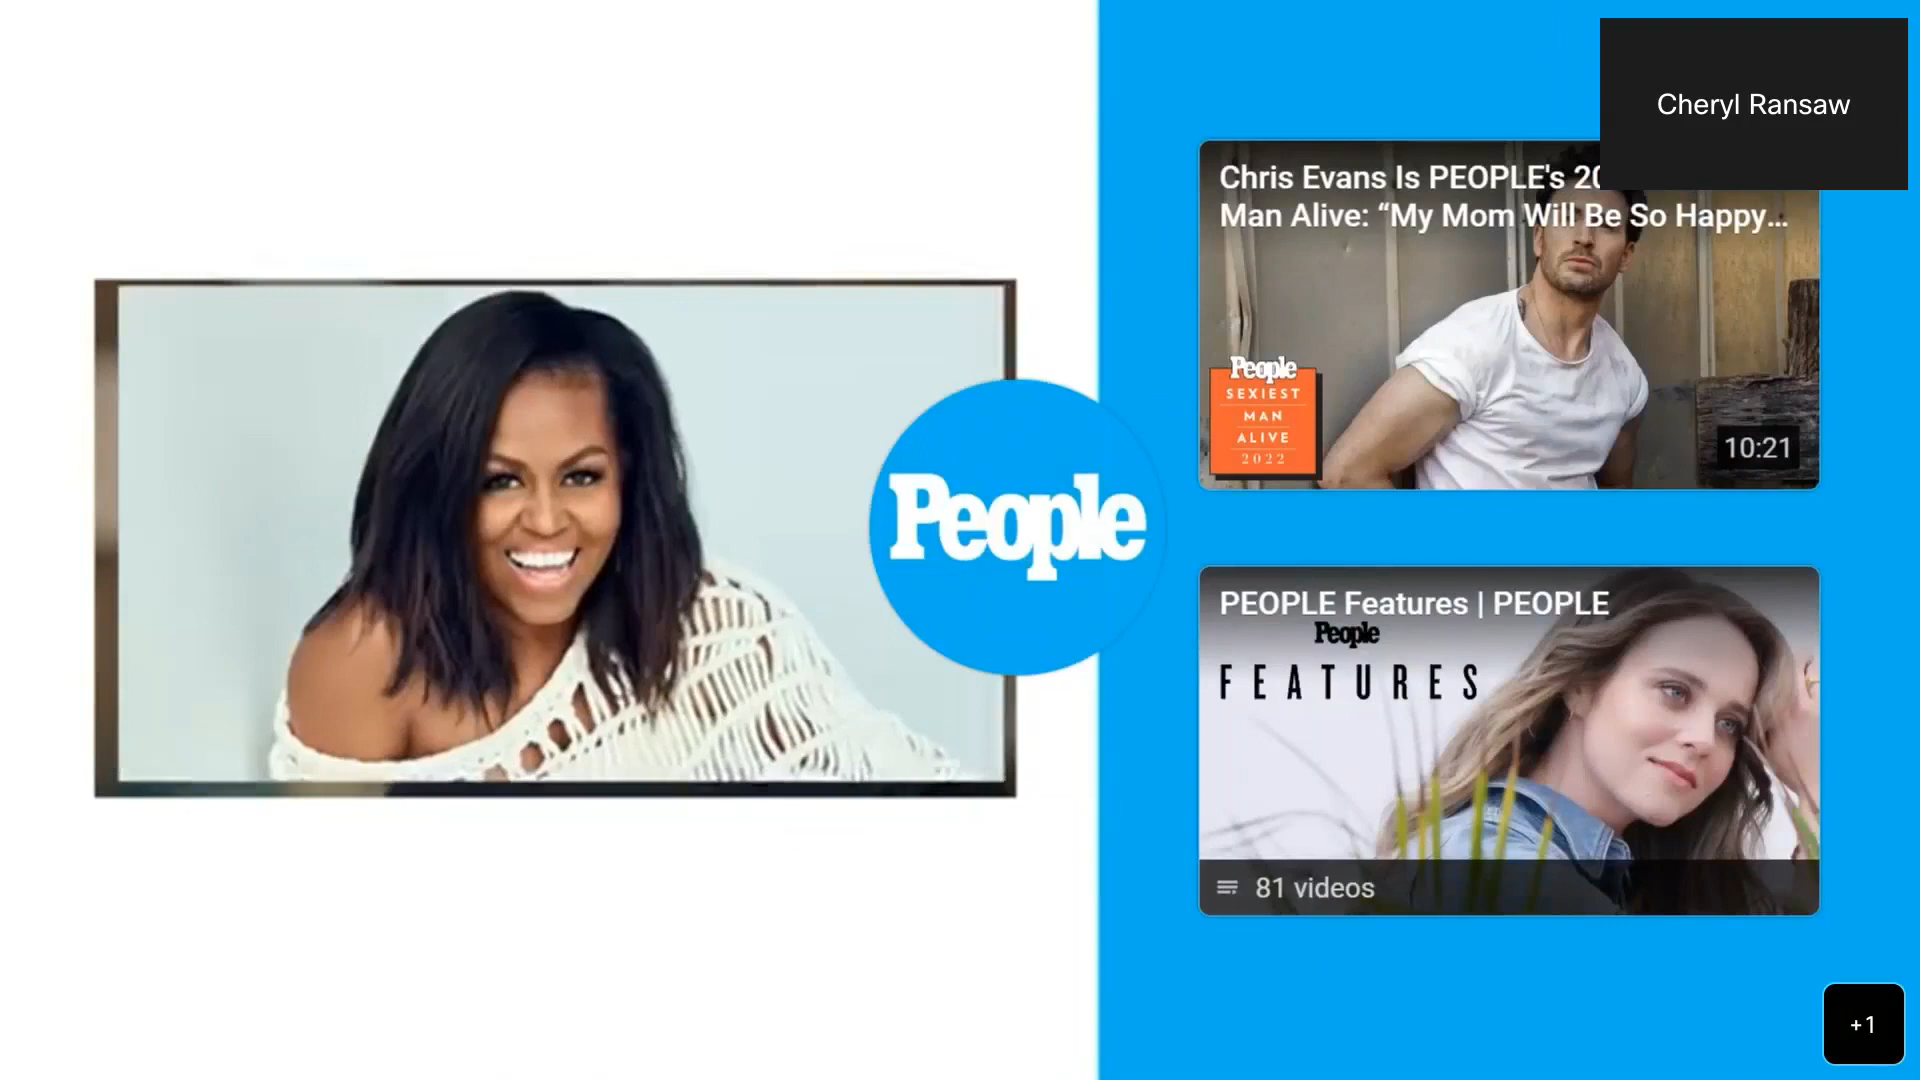 Cheryl Ransaw
Chris Evans Is PEOPLE's 20
Man Alive: “My Mom Will Be So Happy...
People
SEXIEST
MAN
ALIVE
2022
10:21
People
PEOPLE Features | PEOPLE
People
FEATURES
81 videos
+1